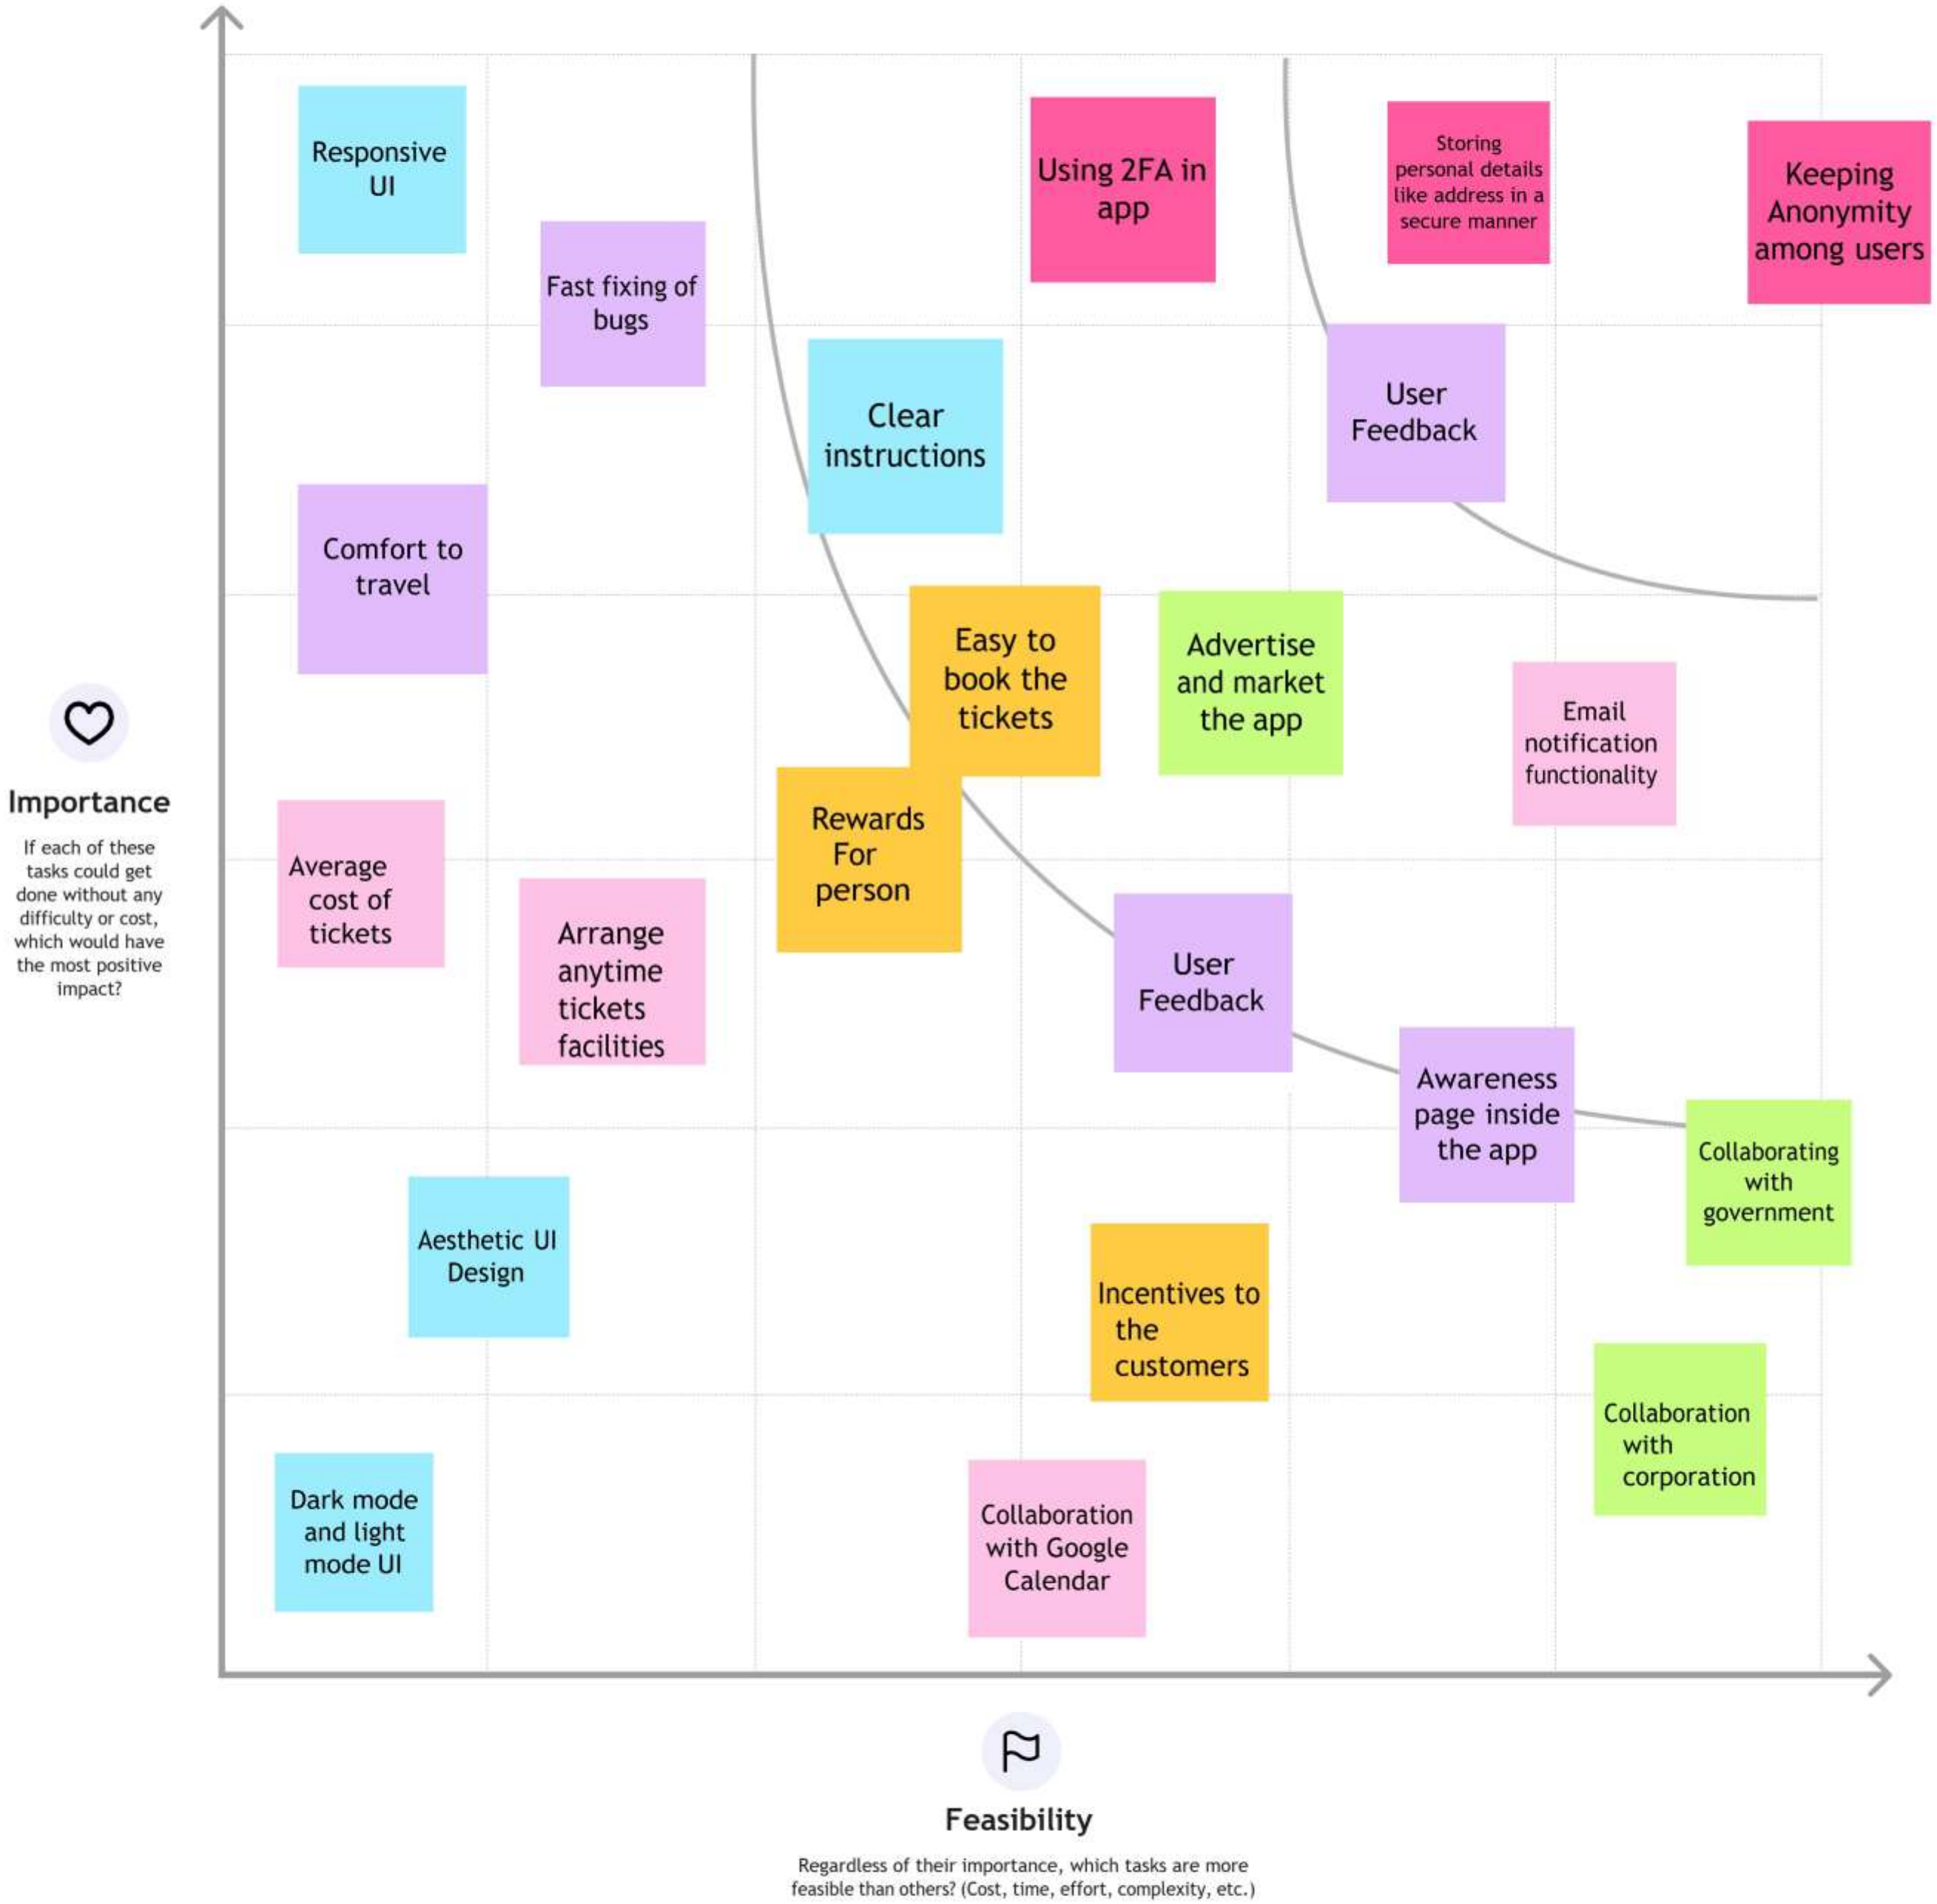 Responsive
UI
Using 2FA in
app
Storing
personal details
like address in a
secure manner
Keeping
Anonymity
among users
Fast fixing of
bugs
Clear
instructions
User
Feedback
Comfort to
travel
Easy to
book the
tickets
Advertise
and market
the app
Email
notification
functionality
Importance
If each of these
tasks could get
done without any
difficulty or cost,
which would have
the most positive
impact?
Average
cost of
tickets
Arrange
anytime
tickets
facilities
Rewards
For
person
User
Feedback
Awareness
page inside
the app
Collaborating
with
government
Aesthetic UI
Design
Incentives to
the
customers
Collaboration
with
corporation
Dark mode
and light
mode UI
Collaboration
with Google
Calendar
Feasibility
Regardless of their importance, which tasks are more
feasible than others? (Cost, time, effort, complexity, etc.)